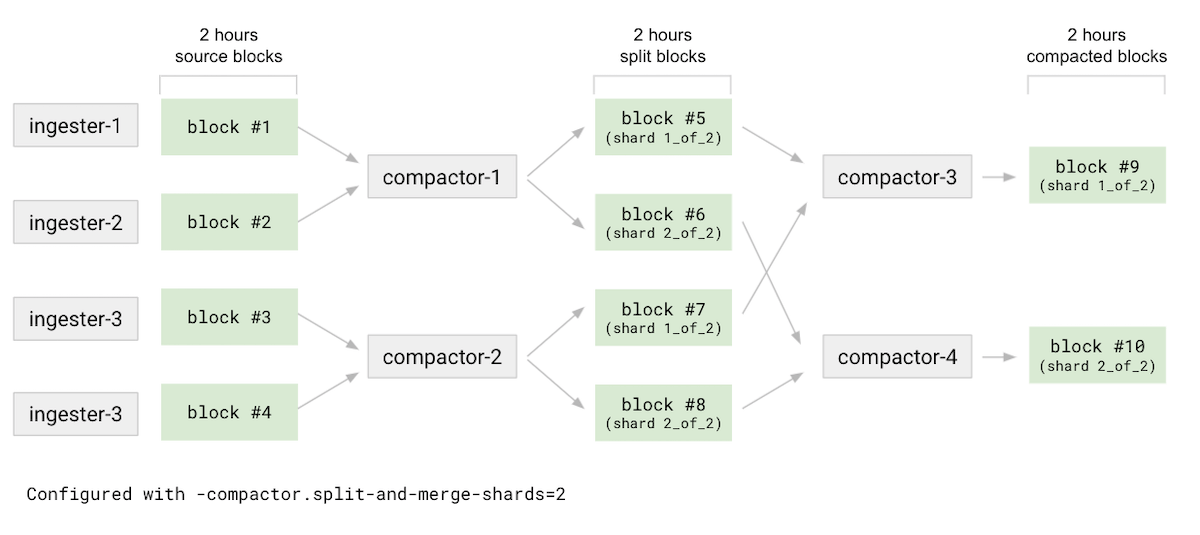 2 hours
source blocks
2 hours
split blocks
2 hours
compacted blocks
ingester-1
block #1
block #5
(shard 1_of_2)
compactor-1
compactor-3
block #9
(shard 1_of_2)
ingester-2
block #2
block #6
(shard 2_of_2)
ingester-3
block #3
block #7
(shard 1_of_2)
compactor-2
compactor-4
block #10
(shard 2_of_2)
ingester-3
block #4
block #8
(shard 2_of_2)
Configured with -compactor.split-and-merge-shards=2